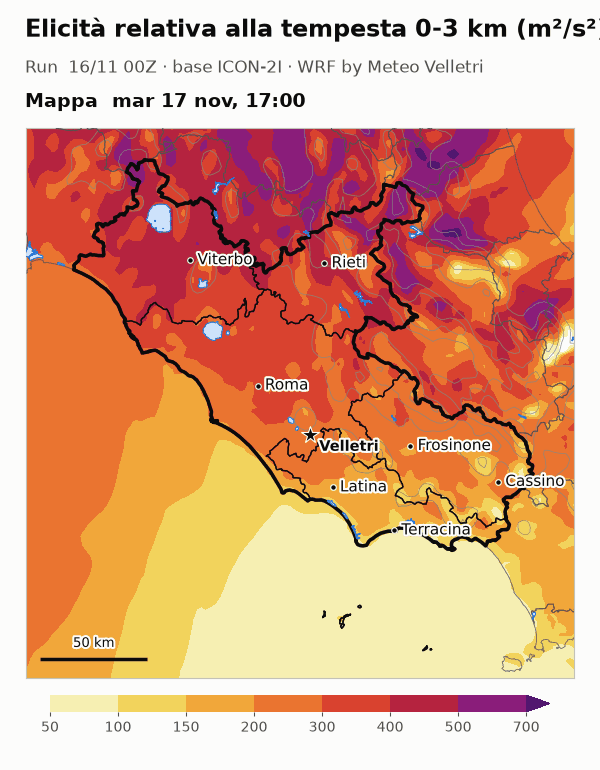 Elicità relativa alla tempesta 0-3 km (m²/s²)
Run 16/11 00Z · base ICON-2I · WRF by Meteo Velletri
Mappa mar 17 nov, 17:00
Viterbo
Rieti
Roma
Velletri
Frosinone
Cassino
Latina
Terracina
50 km
50 100 150 200 300 400 500 700